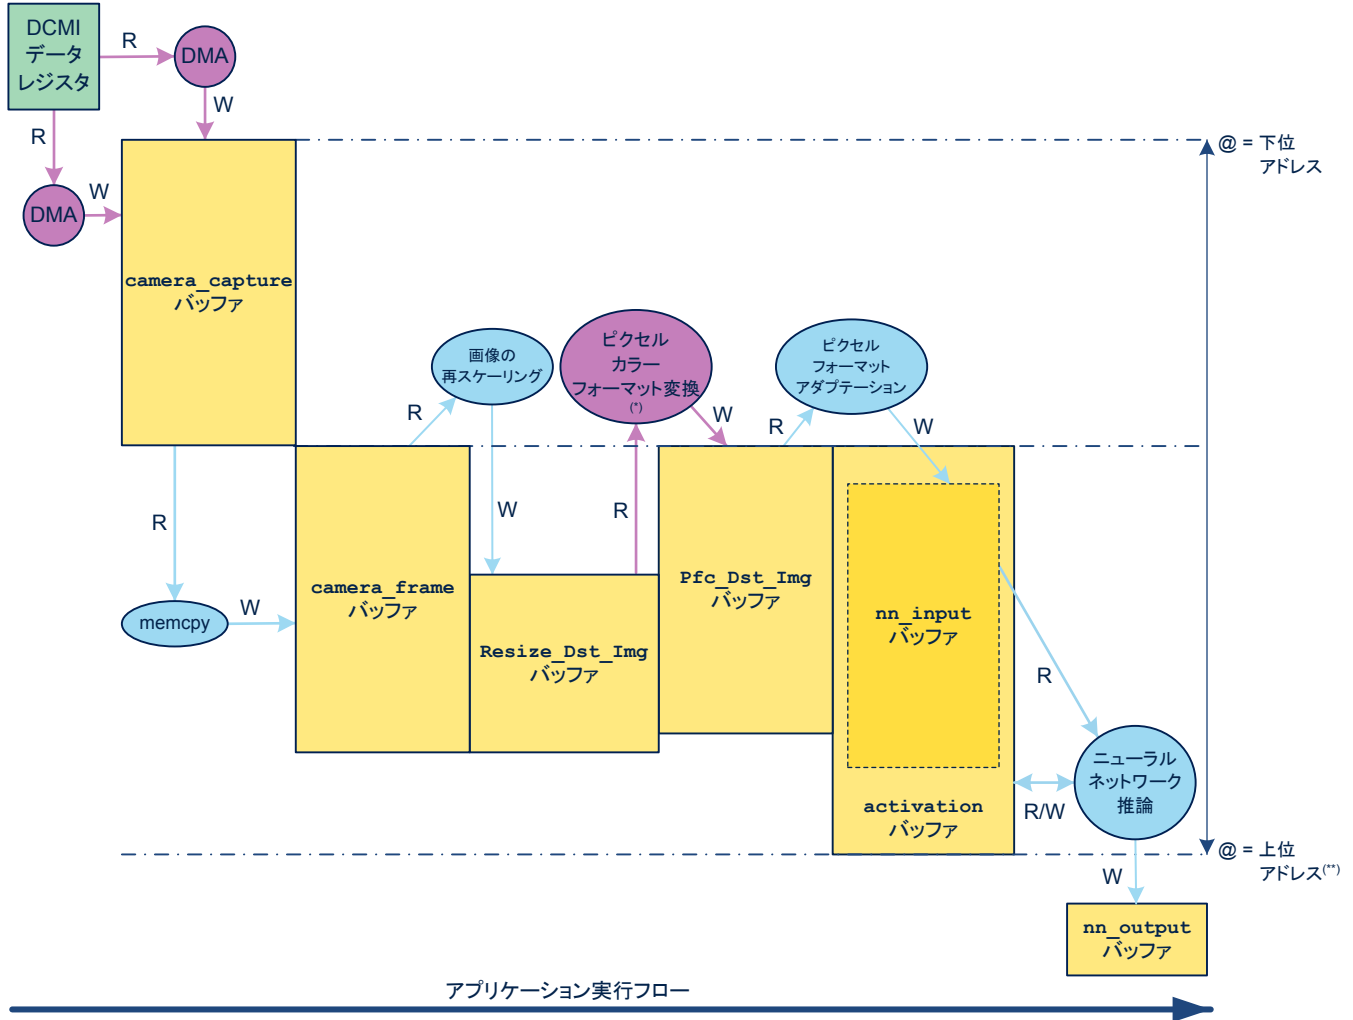 DCMI
データ
レジスタ
R
DMA
W
R
DMA
W
@ = 下位
アドレス
camera_capture
バッファ
画像の
再スケーリング
R
W
ピクセル
カラー
フォーマット変換
(*)
W
R
ピクセル
フォーマット
アダプテーション
R
W
R
memcpy
W
camera_frame
バッファ
Resize_Dst_Img
バッファ
Pfc_Dst_Img
バッファ
nn_input
バッファ
R
activation
バッファ
R/W
ニューラル
ネットワーク
推論
@ = 上位
アドレス(**)
W
nn_output
バッファ
アプリケーション実行フロー